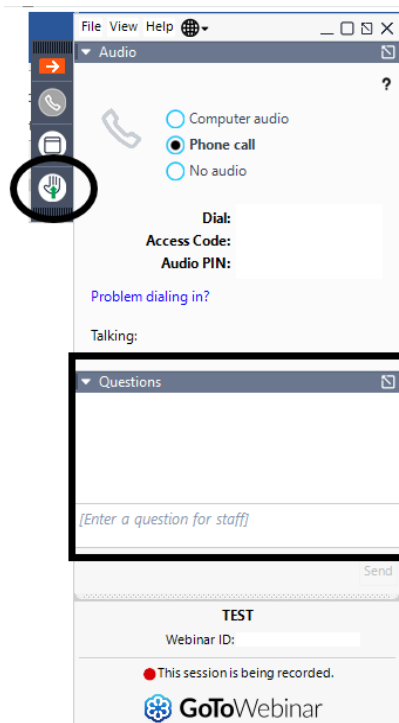 File View Help
Audio
?
Computer audio
Phone call
No audio
Dial:
Access Code:
Audio PIN:
Problem dialing in?
Talking:
Questions
[Enter a question for staff]
Send
TEST
Webinar ID:
This session is being recorded.
GoToWebinar